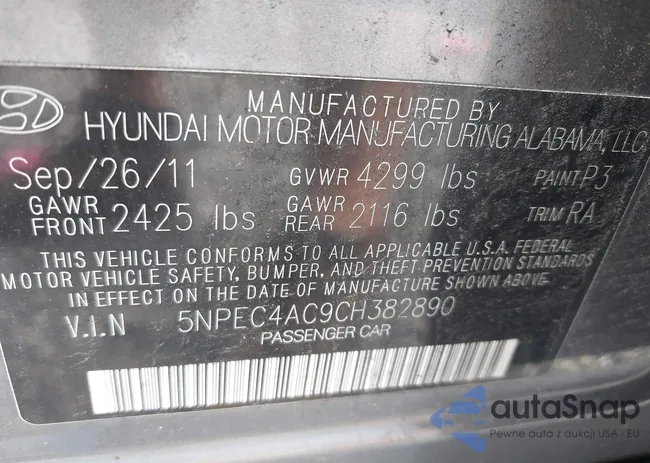 MANUFACTURED BY
HYUNDAI MOTOR MANUFACTURING ALABAMA, LLC
Sep/26/11 GVWR 4299 lbs PAINT P3
GAWR FRONT 2425 lbs GAWR REAR 2116 lbs TRIM RA
THIS VEHICLE CONFORMS TO ALL APPLICABLE U.S.A. FEDERAL
MOTOR VEHICLE SAFETY, BUMPER, AND THEFT PREVENTION STANDARDS
IN EFFECT ON THE DATE OF MANUFACTURE SHOWN ABOVE.
V.I.N 5NPEC4AC9CH382890
PASSENGER CAR
autaSnap
Pewne auta z aukcji USA i EU